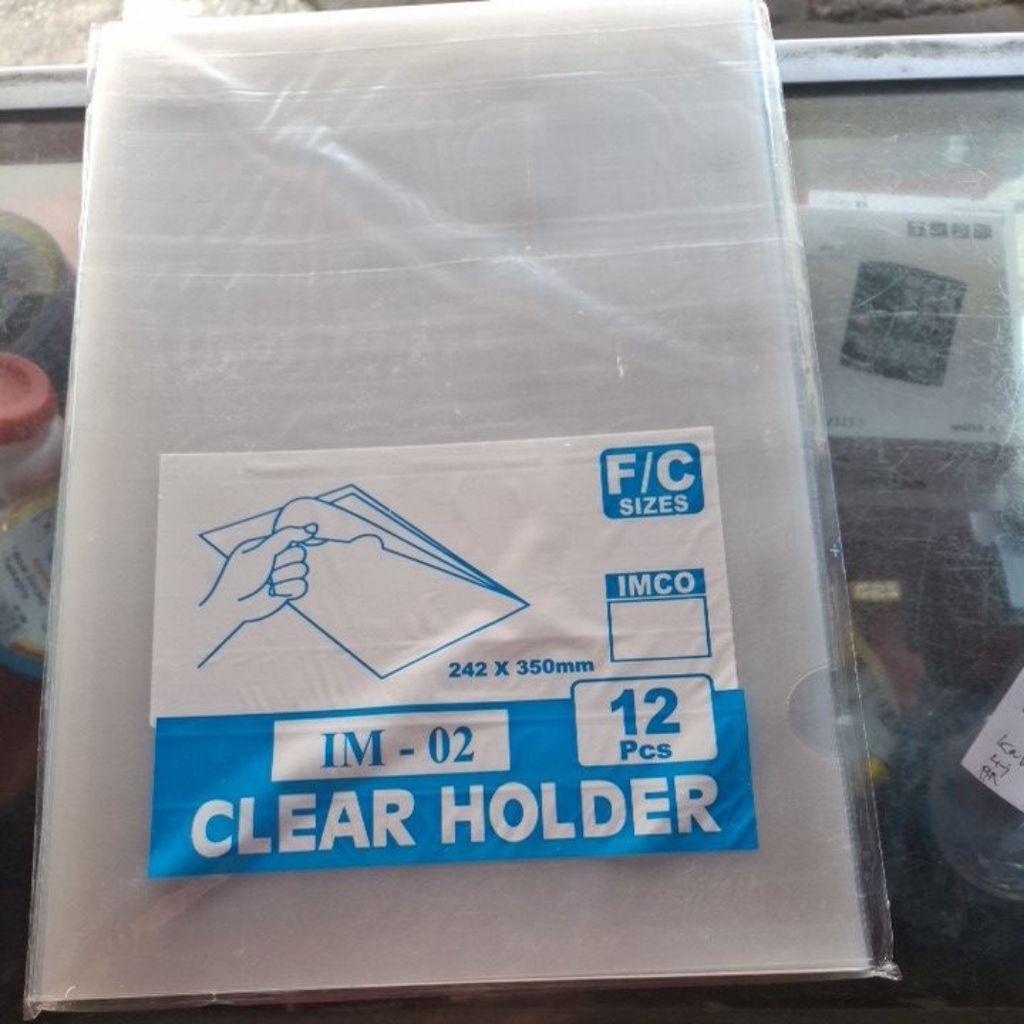 F/C
SIZES
IMCO
242 X 350mm
12
Pcs
IM - 02
CLEAR HOLDER